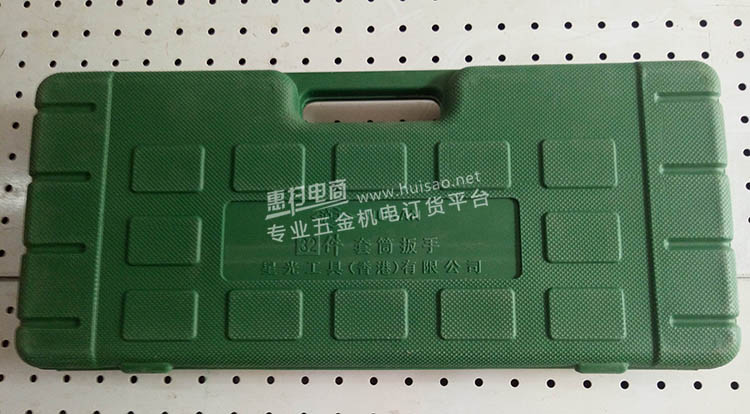 惠扫电商
www.huisao.net
专业五金机电订货平台
32件 套筒扳手
星光工具(香港)有限公司